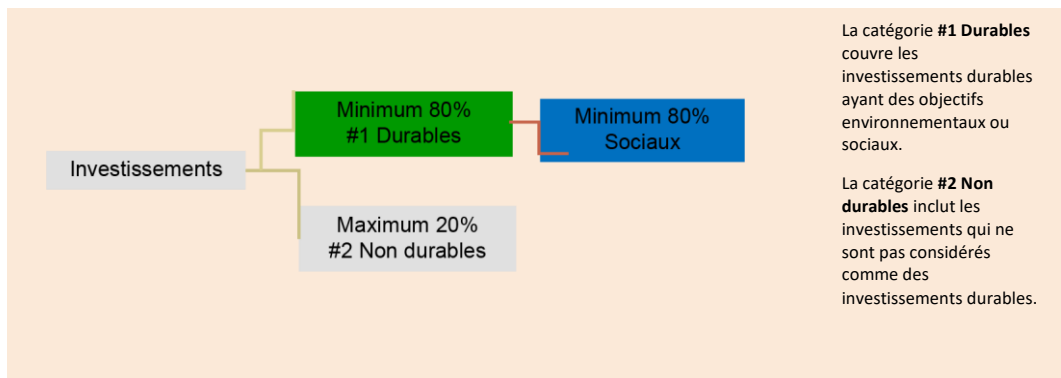 Investissements
Minimum 80%
#1 Durables
Minimum 80%
Sociaux
Maximum 20%
#2 Non durables
La catégorie #1 Durables
couvre les
investissements durables
ayant des objectifs
environnementaux ou
sociaux.
La catégorie #2 Non
durables inclut les
investissements qui ne
sont pas considérés
comme des
investissements durables.